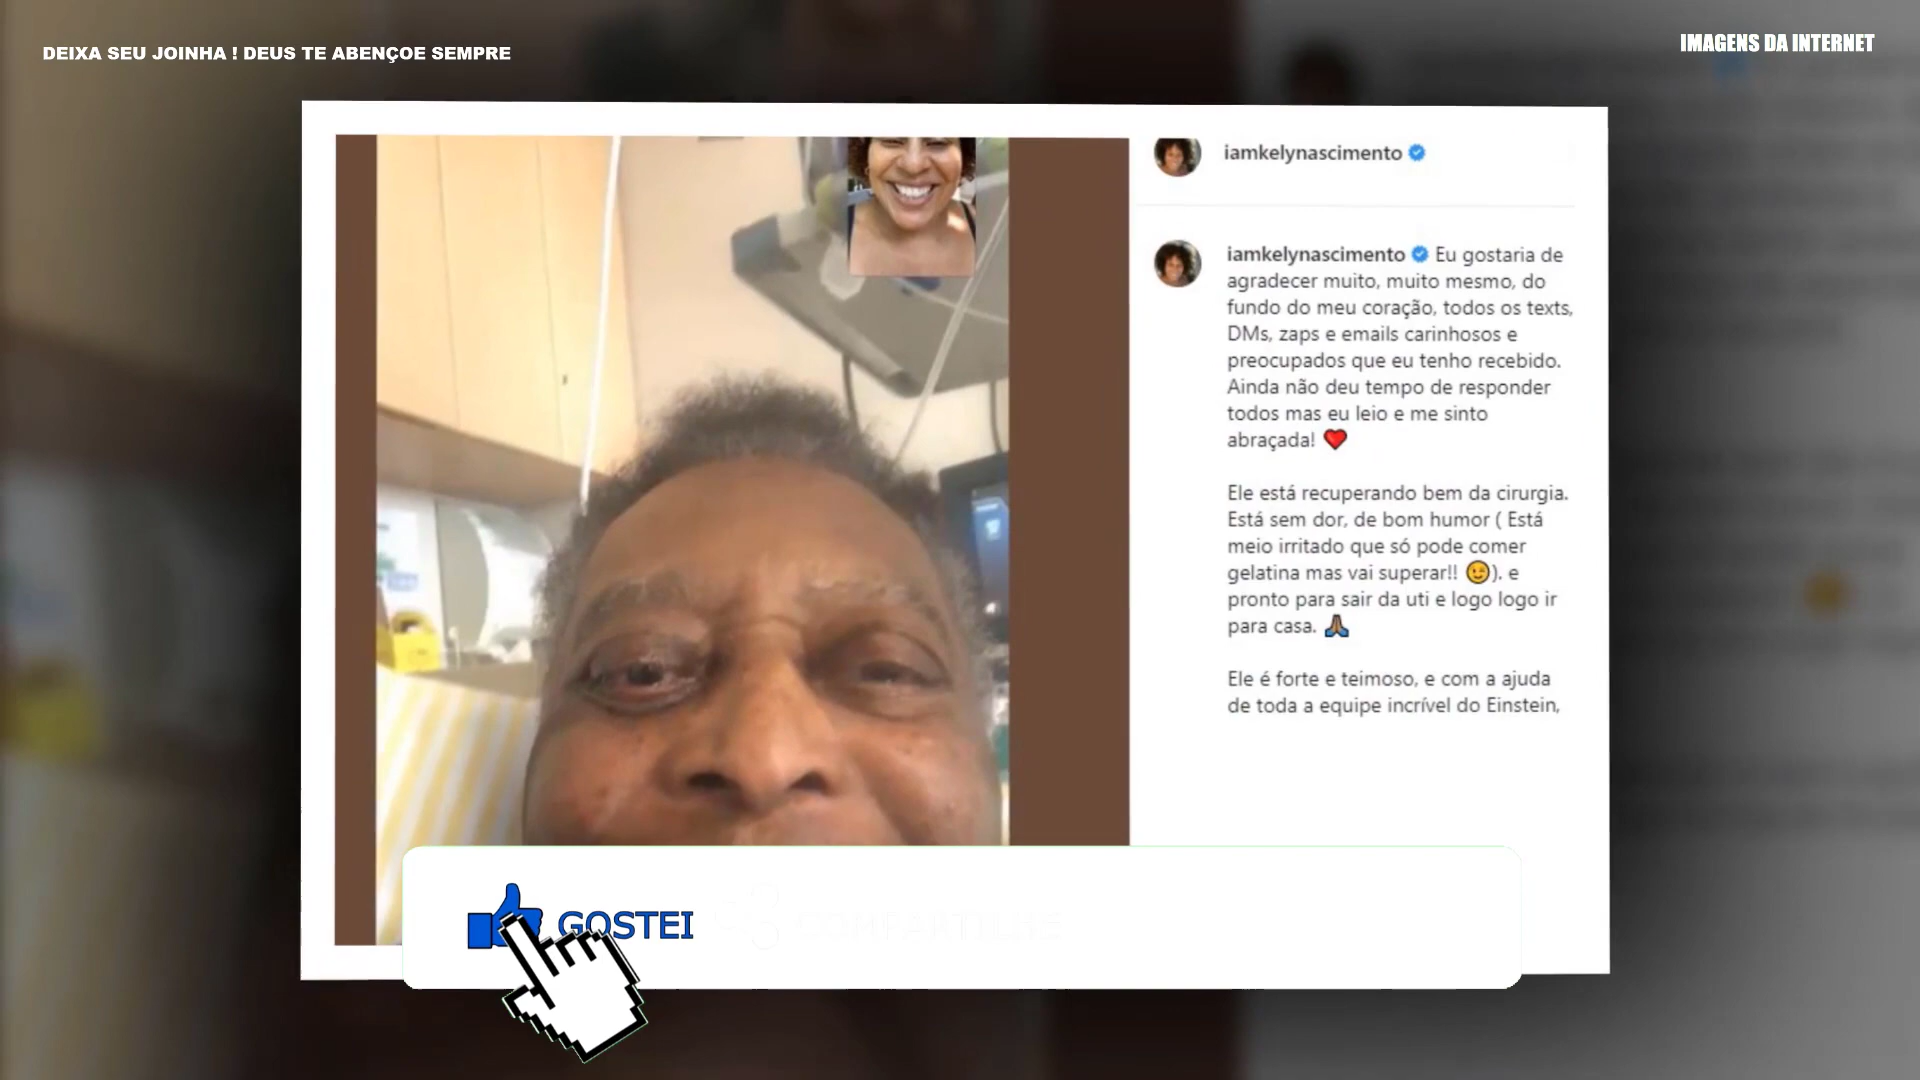 DEIXA SEU JOINHA ! DEUS TE ABENÇOE SEMPRE
IMAGENS DA INTERNET
iamkelynascimento
iamkelynascimento Eu gostaria de
agradecer muito, muito mesmo, do
fundo do meu coração, todos os texts,
DMs, zaps e emails carinhosos e
preocupados que eu tenho recebido.
Ainda não deu tempo de responder
todos mas eu leio e me sinto
abraçada! ❤️
Ele está recuperando bem da cirurgia.
Está sem dor, de bom humor ( Está
meio irritado que só pode comer
gelatina mas vai superar!! 😉). e
pronto para sair da uti e logo logo ir
para casa. 🙏🏽
Ele é forte e teimoso, e com a ajuda
de toda a equipe incrível do Einstein,
GOSTEI
COMPARTILHE